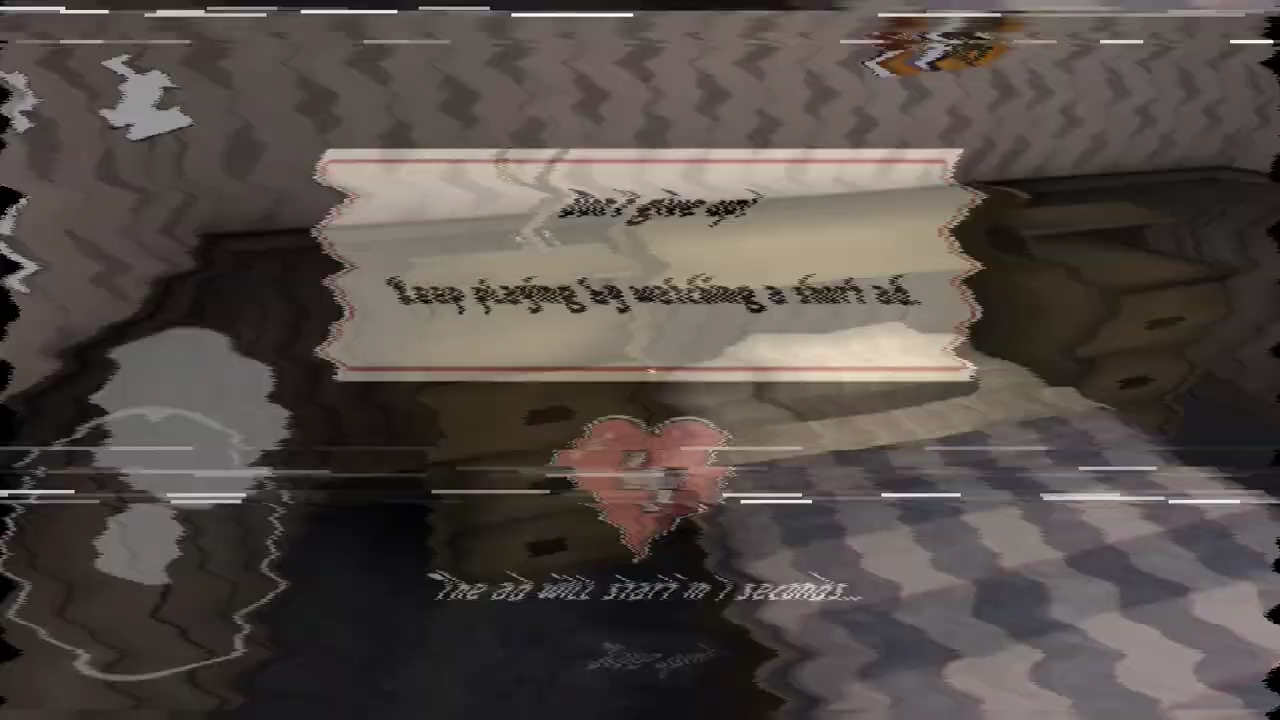 Don't give up!
Keep playing by watching a short ad.
The ad will start in 1 seconds...